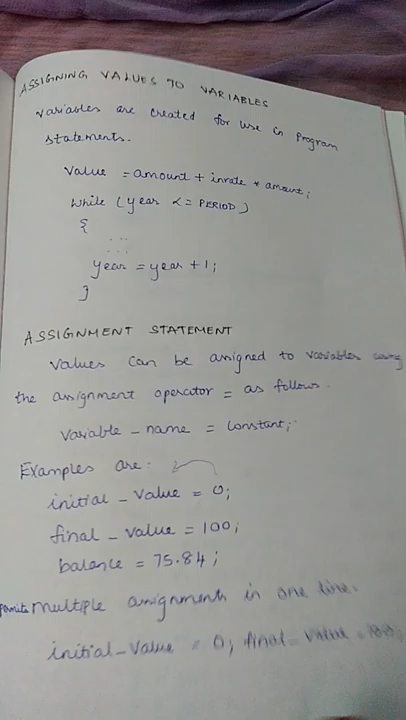 ASSIGNING VALUES TO VARIABLES
Variables are created for use in program
statements.
Value = amount + inrate * amount;
While (year <= PERIOD)
{
...
...
year = year + 1;
}
ASSIGNMENT STATEMENT
Values can be assigned to variables using
the assignment operator = as follows.
Variable_name = Constant;
Examples are:
initial_value = 0;
final_value = 100;
balance = 75.84;
multiple assignment in one line.
initial_value = 0; final_value = 100;